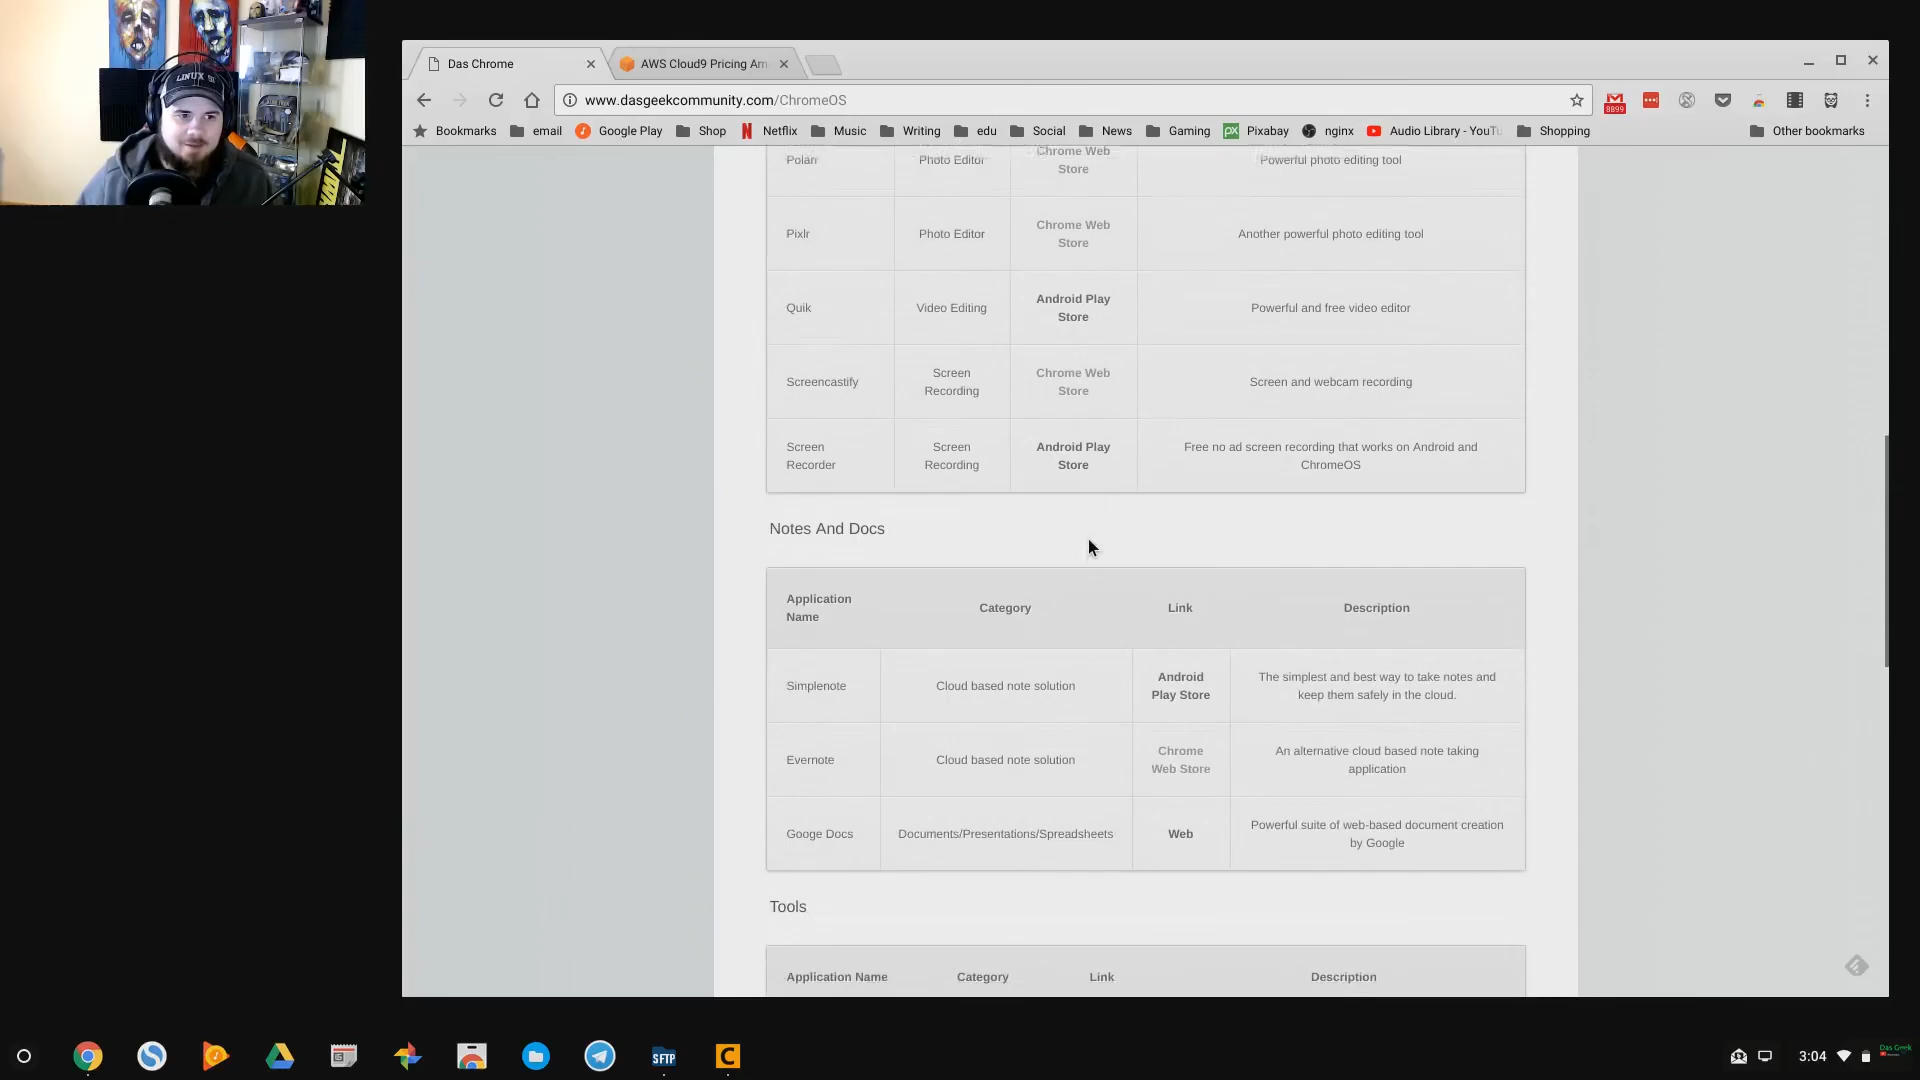 LINUX
Das Chrome
AWS Cloud9 Pricing Am
www.dasgeekcommunity.com/ChromeOS
8899
Bookmarks email Google Play Shop Netflix Music Writing edu Social News Gaming Pixabay nginx Audio Library - YouTu Shopping Other bookmarks
Polarr Photo Editor Chrome Web Store Powerful photo editing tool
Pixlr Photo Editor Chrome Web
Store Another powerful photo editing tool
Quik Video Editing Android Play
Store Powerful and free video editor
Screencastify Screen
Recording Chrome Web
Store Screen and webcam recording
Screen
Recorder Screen
Recording Android Play
Store Free no ad screen recording that works on Android and
ChromeOS
Notes And Docs
Application
Name Category Link Description
Simplenote Cloud based note solution Android
Play Store The simplest and best way to take notes and
keep them safely in the cloud.
Evernote Cloud based note solution Chrome
Web Store An alternative cloud based note taking
application
Googe Docs Documents/Presentations/Spreadsheets Web Powerful suite of web-based document creation
by Google
Tools
Application Name Category Link Description
SFTP
C
3:04
Das Geek